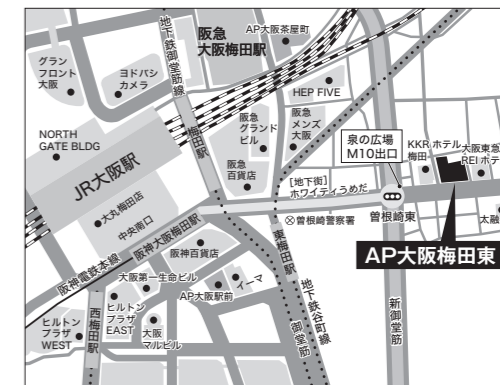 阪急
大阪梅田駅
AP大阪茶屋町
地下鉄御堂筋線
グラン
フロント
大阪
ヨドバシ
カメラ
HEP FIVE
梅田駅
阪急
グランド
ビル
阪急
メンズ
大阪
泉の広場
M10出口
KKR ホテル
梅田
大阪東急
REI ホテ
NORTH
GATE BLDG
JR大阪駅
阪急
百貨店
[地下街]
ホワイティうめだ
大丸梅田店
中央南口
曽根崎警察署
曽根崎東
太融
阪神大阪梅田駅
阪神電鉄本線
東梅田駅
AP大阪梅田東
阪神百貨店
大阪第一生命ビル
イーマ
AP大阪駅前
地下鉄谷町線
ヒルトン
プラザ
EAST
西梅田駅
大阪
マルビル
御堂筋
新御堂筋
ヒルトン
プラザ
WEST